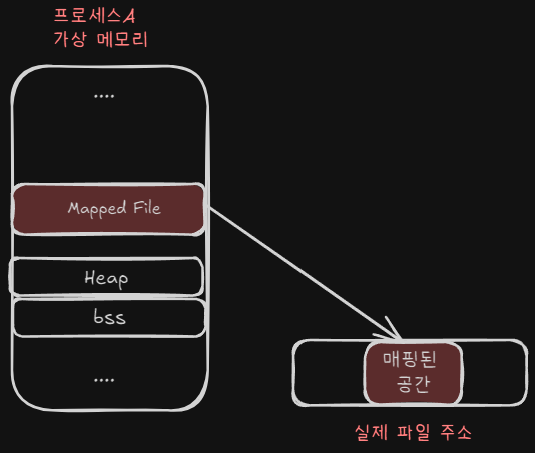 프로세스A
가상 메모리
....
Mapped File
Heap
bss
....
매핑된
공간
실제 파일 주소